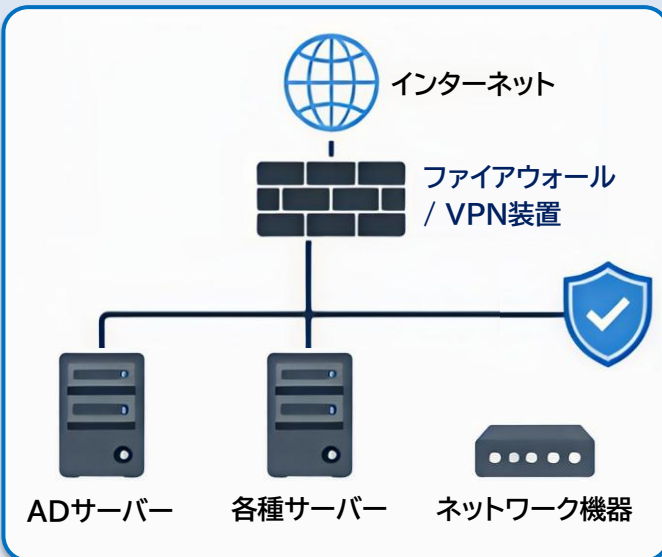 インターネット
ファイアウォール
/ VPN装置
ADサーバー
各種サーバー
ネットワーク機器